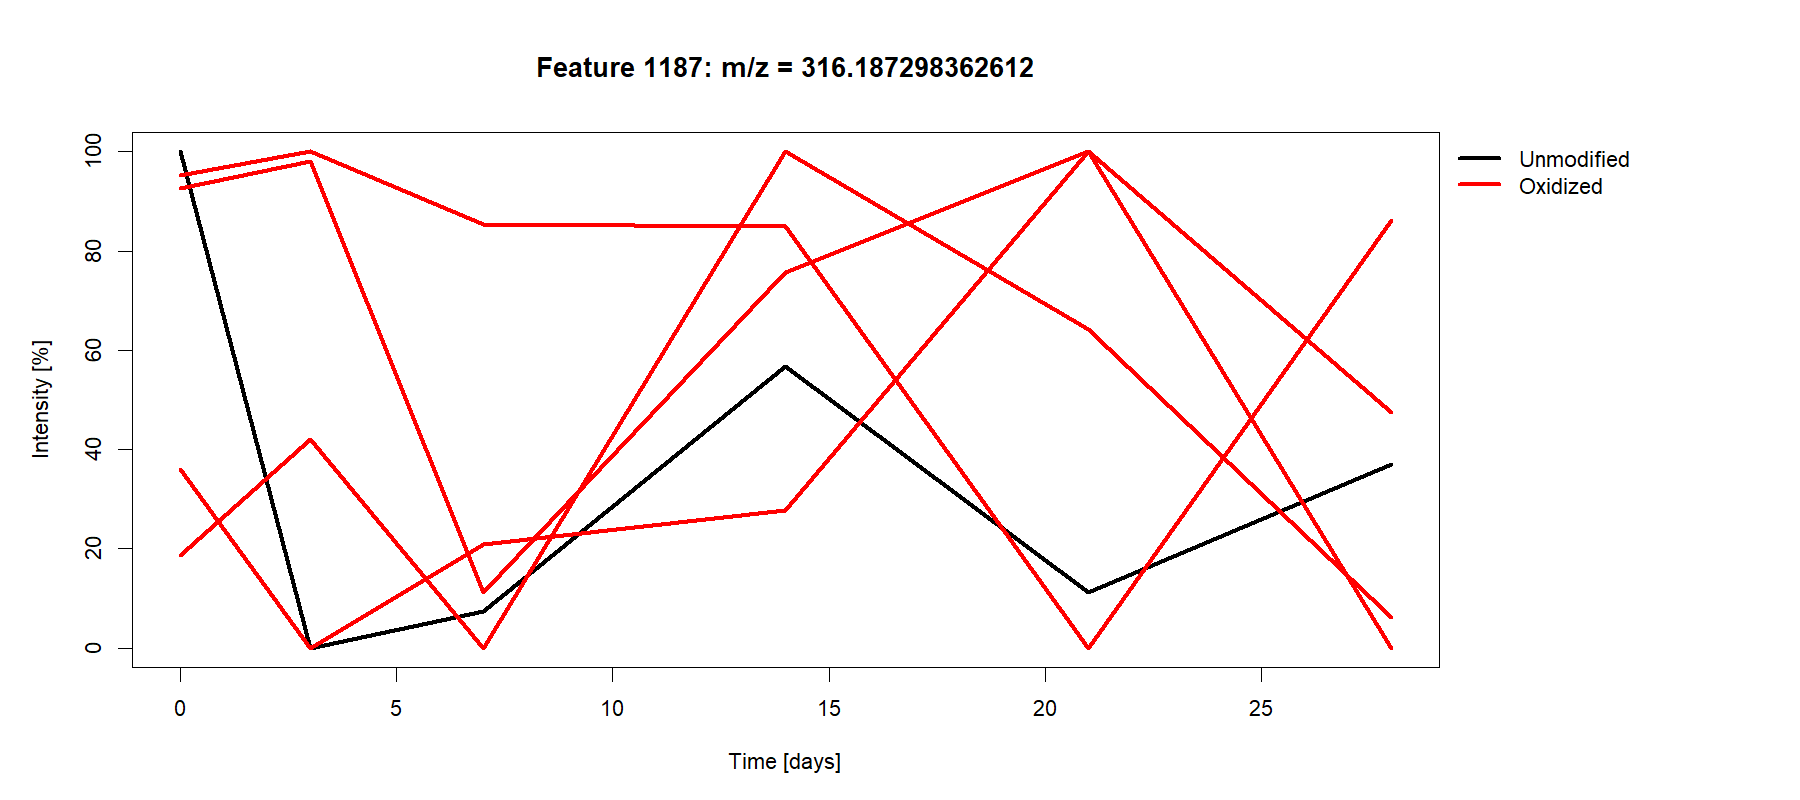 Feature 1187: m/z = 316.187298362612
Unmodified
Oxidized
Intensity [%]
100
80
60
40
20
0
0 5 10 15 20 25
Time [days]